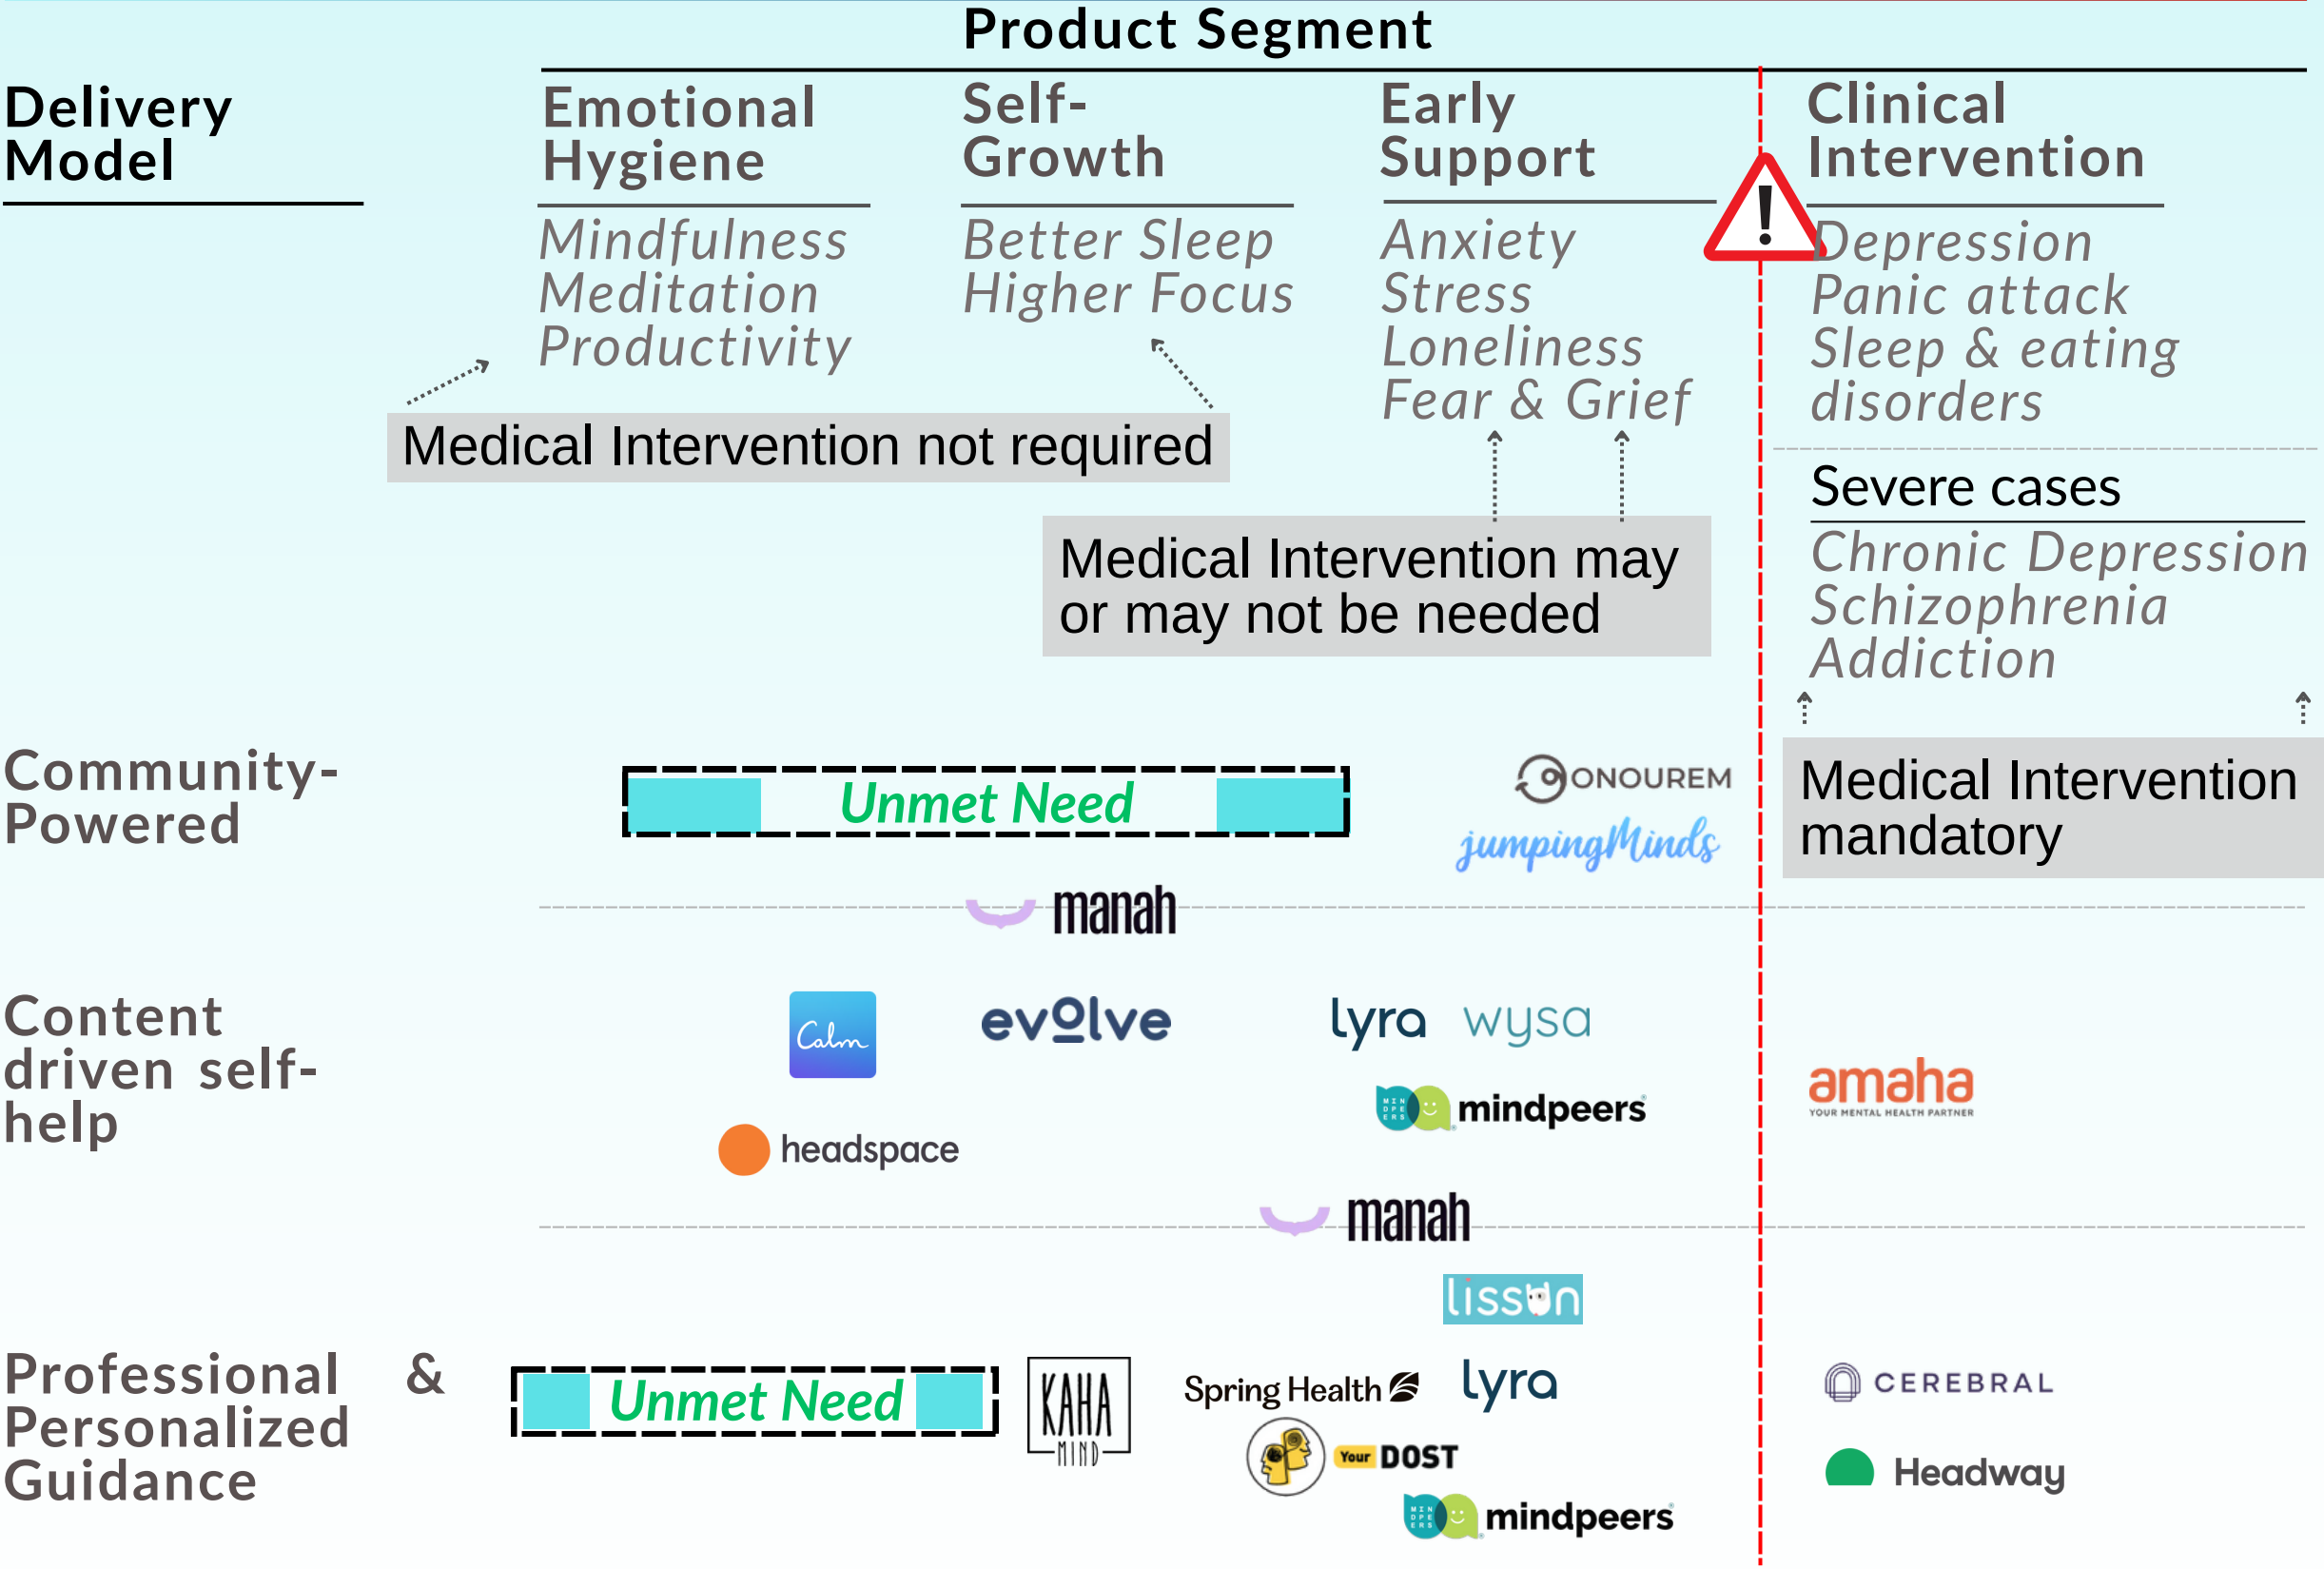 Product Segment
Delivery
Model
Emotional
Hygiene
Mindfulness
Meditation
Productivity
Self-
Growth
Better Sleep
Higher Focus
Early
Support
Anxiety
Stress
Loneliness
Fear & Grief
Clinical
Intervention
!
Depression
Panic attack
Sleep & eating
disorders
Medical Intervention not required
Medical Intervention may
or may not be needed
Severe cases
Chronic Depression
Schizophrenia
Addiction
Medical Intervention
mandatory
Community-
Powered
Unmet Need
ONOUREM
jumpingMinds
manah
Content
driven self-
help
Calm
evolve
lyra
wysa
MINDPEERS
mindpeers
headspace
amaha
YOUR MENTAL HEALTH PARTNER
manah
Professional &
Personalized
Guidance
Unmet Need
KAHA
MIND
lissun
Spring Health
lyra
Your DOST
MINDPEERS
mindpeers
CEREBRAL
Headway